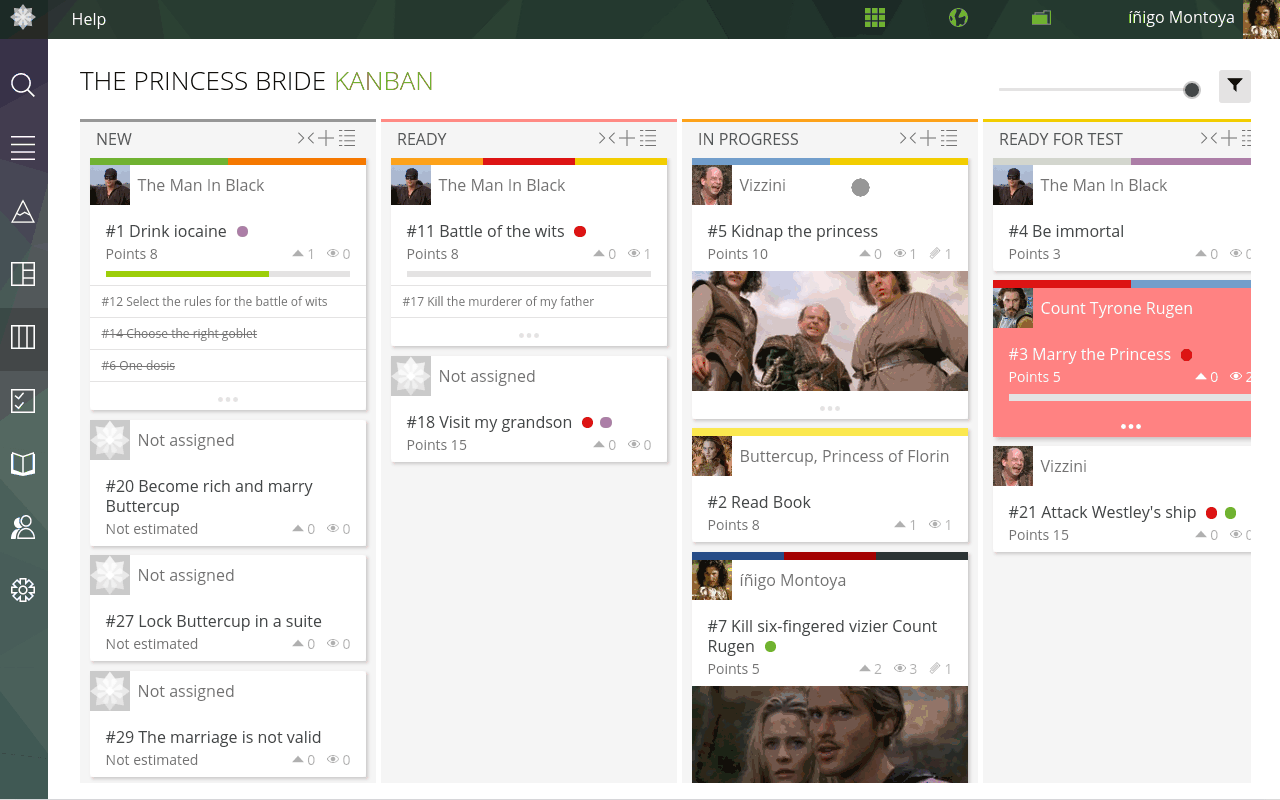 Help
íñigo Montoya
THE PRINCESS BRIDE KANBAN
NEW
The Man In Black
#1 Drink iocaine
Points 8
1
0
#12 Select the rules for the battle of wits
#14 Choose the right goblet
#6 One dosis
Not assigned
#20 Become rich and marry
Buttercup
Not estimated
0
0
Not assigned
#27 Lock Buttercup in a suite
Not estimated
0
0
Not assigned
#29 The marriage is not valid
Not estimated
0
0
READY
The Man In Black
#11 Battle of the wits
Points 8
0
1
#17 Kill the murderer of my father
Not assigned
#18 Visit my grandson
Points 15
0
0
IN PROGRESS
Vizzini
#5 Kidnap the princess
Points 10
0
1
1
Buttercup, Princess of Florin
#2 Read Book
Points 8
1
1
íñigo Montoya
#7 Kill six-fingered vizier Count
Rugen
Points 5
2
3
1
READY FOR TEST
The Man In Black
#4 Be immortal
Points 3
0
0
Count Tyrone Rugen
#3 Marry the Princess
Points 5
0
2
Vizzini
#21 Attack Westley's ship
Points 15
0
0